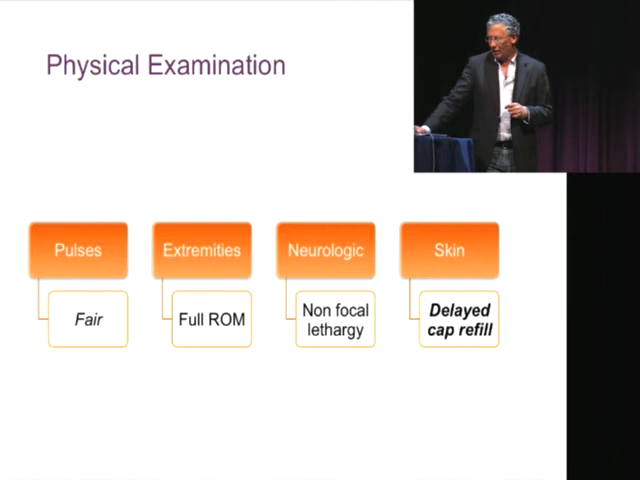 Physical Examination
Pulses
Extremities
Neurologic
Skin
Fair
Full ROM
Non focal
lethargy
Delayed
cap refill